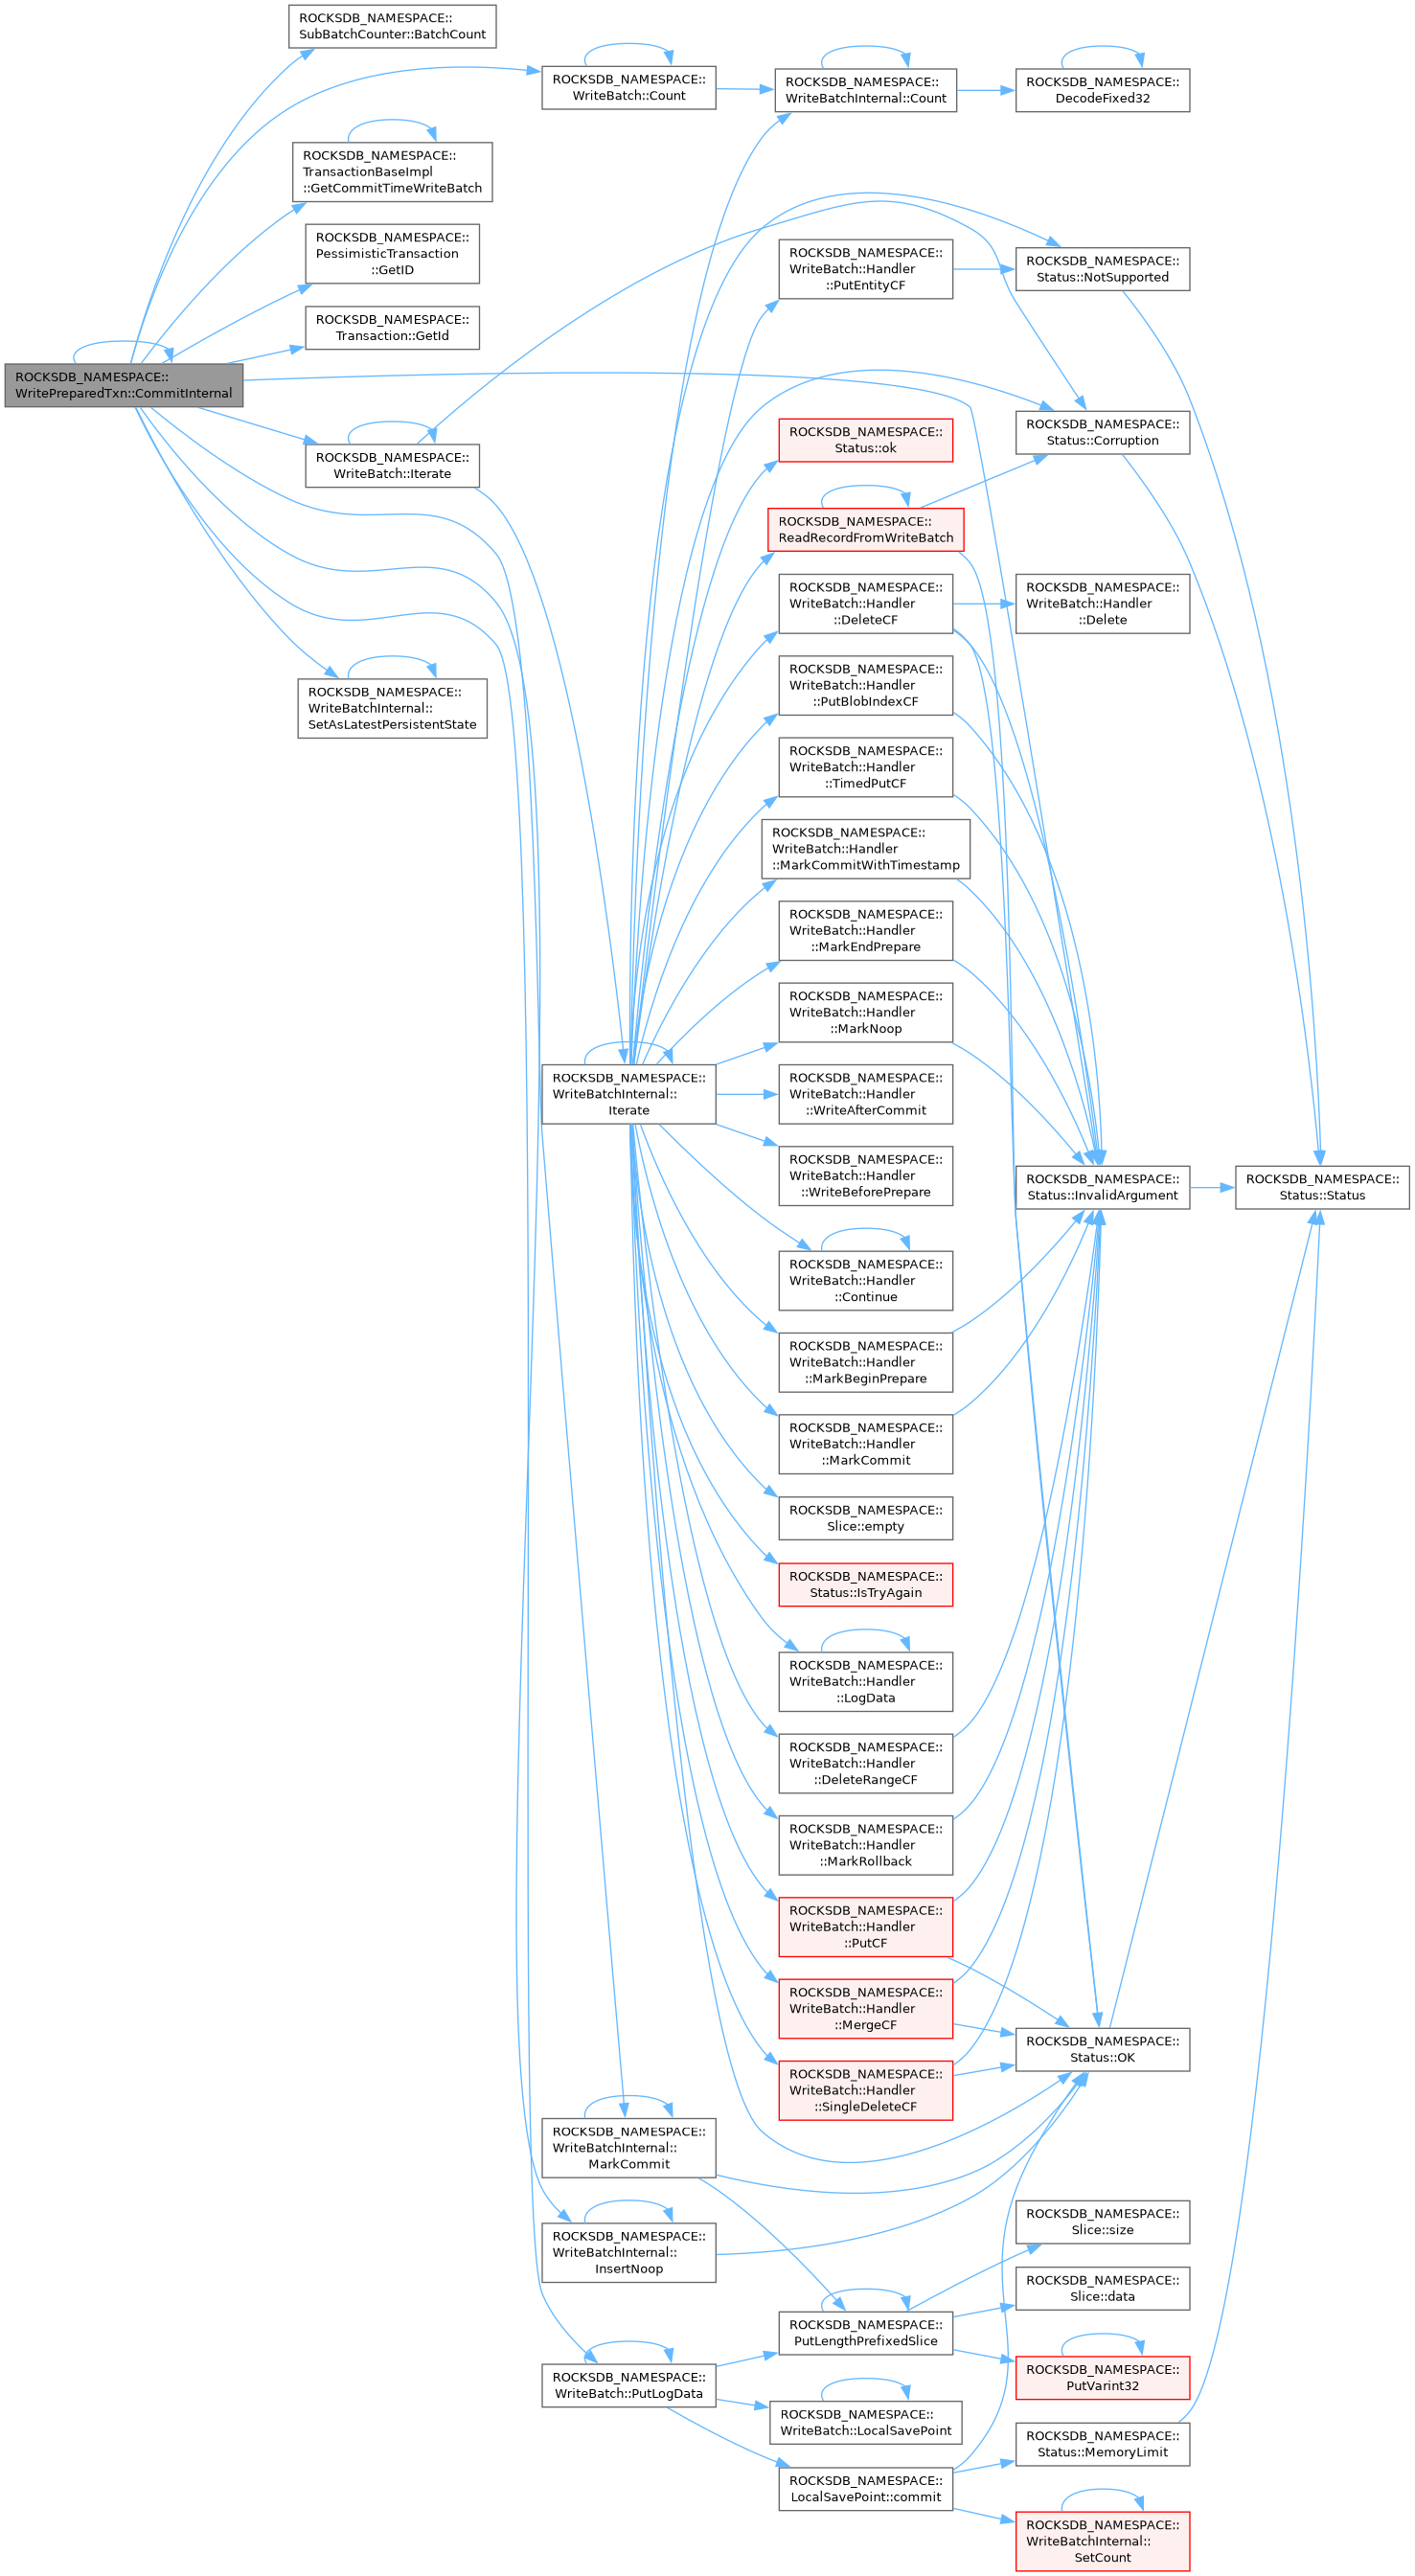 ROCKSDB_NAMESPACE::
SubBatchCounter::BatchCount
ROCKSDB_NAMESPACE::
WriteBatch::Count
ROCKSDB_NAMESPACE::
WriteBatchInternal::Count
ROCKSDB_NAMESPACE::
DecodeFixed32
ROCKSDB_NAMESPACE::
TransactionBaseImpl
::GetCommitTimeWriteBatch
ROCKSDB_NAMESPACE::
PessimisticTransaction
::GetID
ROCKSDB_NAMESPACE::
WriteBatch::Handler
::PutEntityCF
ROCKSDB_NAMESPACE::
Status::NotSupported
ROCKSDB_NAMESPACE::
Transaction::GetId
ROCKSDB_NAMESPACE::
WritePreparedTxn::CommitInternal
ROCKSDB_NAMESPACE::
WriteBatch::Iterate
ROCKSDB_NAMESPACE::
Status::ok
ROCKSDB_NAMESPACE::
Status::Corruption
ROCKSDB_NAMESPACE::
ReadRecordFromWriteBatch
ROCKSDB_NAMESPACE::
WriteBatch::Handler
::DeleteCF
ROCKSDB_NAMESPACE::
WriteBatch::Handler
::Delete
ROCKSDB_NAMESPACE::
WriteBatchInternal::
SetAsLatestPersistentState
ROCKSDB_NAMESPACE::
WriteBatch::Handler
::PutBlobIndexCF
ROCKSDB_NAMESPACE::
WriteBatch::Handler
::TimedPutCF
ROCKSDB_NAMESPACE::
WriteBatch::Handler
::MarkCommitWithTimestamp
ROCKSDB_NAMESPACE::
WriteBatch::Handler
::MarkEndPrepare
ROCKSDB_NAMESPACE::
WriteBatch::Handler
::MarkNoop
ROCKSDB_NAMESPACE::
WriteBatchInternal::
Iterate
ROCKSDB_NAMESPACE::
WriteBatch::Handler
::WriteAfterCommit
ROCKSDB_NAMESPACE::
WriteBatch::Handler
::WriteBeforePrepare
ROCKSDB_NAMESPACE::
Status::InvalidArgument
ROCKSDB_NAMESPACE::
Status::Status
ROCKSDB_NAMESPACE::
WriteBatch::Handler
::Continue
ROCKSDB_NAMESPACE::
WriteBatch::Handler
::MarkBeginPrepare
ROCKSDB_NAMESPACE::
WriteBatch::Handler
::MarkCommit
ROCKSDB_NAMESPACE::
Slice::empty
ROCKSDB_NAMESPACE::
Status::IsTryAgain
ROCKSDB_NAMESPACE::
WriteBatch::Handler
::LogData
ROCKSDB_NAMESPACE::
WriteBatch::Handler
::DeleteRangeCF
ROCKSDB_NAMESPACE::
WriteBatch::Handler
::MarkRollback
ROCKSDB_NAMESPACE::
WriteBatch::Handler
::PutCF
ROCKSDB_NAMESPACE::
WriteBatch::Handler
::MergeCF
ROCKSDB_NAMESPACE::
Status::OK
ROCKSDB_NAMESPACE::
WriteBatch::Handler
::SingleDeleteCF
ROCKSDB_NAMESPACE::
WriteBatchInternal::
MarkCommit
ROCKSDB_NAMESPACE::
WriteBatchInternal::
InsertNoop
ROCKSDB_NAMESPACE::
Slice::size
ROCKSDB_NAMESPACE::
Slice::data
ROCKSDB_NAMESPACE::
PutLengthPrefixedSlice
ROCKSDB_NAMESPACE::
PutVarint32
ROCKSDB_NAMESPACE::
WriteBatch::PutLogData
ROCKSDB_NAMESPACE::
WriteBatch::LocalSavePoint
ROCKSDB_NAMESPACE::
Status::MemoryLimit
ROCKSDB_NAMESPACE::
LocalSavePoint::commit
ROCKSDB_NAMESPACE::
WriteBatchInternal::
SetCount